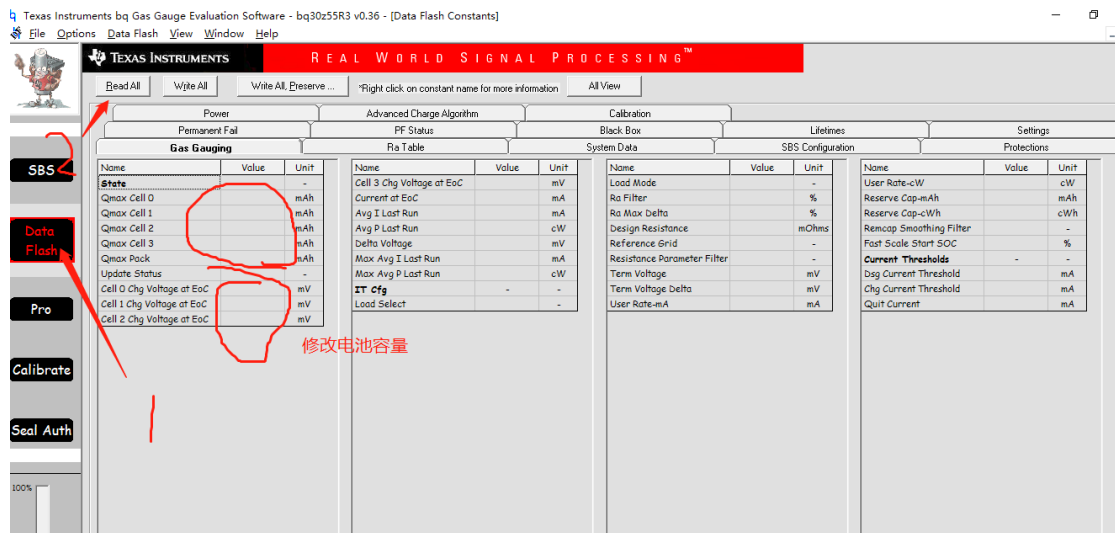 Texas Instruments bq Gas Gauge Evaluation Software - bq30z55R3 v0.36 - [Data Flash Constants]
File Options Data Flash View Window Help
TEXAS INSTRUMENTS REAL WORLD SIGNAL PROCESSING™
Read All Write All Write All, Preserve ... *Right click on constant name for more information All View
Power Advanced Charge Algorithm Calibration
Permanent Fail PF Status Black Box Lifetimes Settings
Gas Gauging Ra Table System Data SBS Configuration Protections
SBS
Data
Flash
Pro
Calibrate
Seal Auth
100%
Name Value Unit
State -
Qmax Cell 0 mAh
Qmax Cell 1 mAh
Qmax Cell 2 mAh
Qmax Cell 3 mAh
Qmax Pack mAh
Update Status -
Cell 0 Chg Voltage at EoC mV
Cell 1 Chg Voltage at EoC mV
Cell 2 Chg Voltage at EoC mV
Name Value Unit
Cell 3 Chg Voltage at EoC mV
Current at EoC mA
Avg I Last Run mA
Avg P Last Run cW
Delta Voltage mV
Max Avg I Last Run mA
Max Avg P Last Run cW
IT Cfg - -
Load Select -
Name Value Unit
Load Mode -
Ra Filter %
Ra Max Delta %
Design Resistance mOhms
Reference Grid -
Resistance Parameter Filter -
Term Voltage mV
Term Voltage Delta mV
User Rate-mA mA
Name Value Unit
User Rate-cW cW
Reserve Cap-mAh mAh
Reserve Cap-cWh cWh
Remcap Smoothing Filter -
Fast Scale Start SOC %
Current Thresholds - -
Dsg Current Threshold mA
Chg Current Threshold mA
Quit Current mA
修改电池容量
1
2